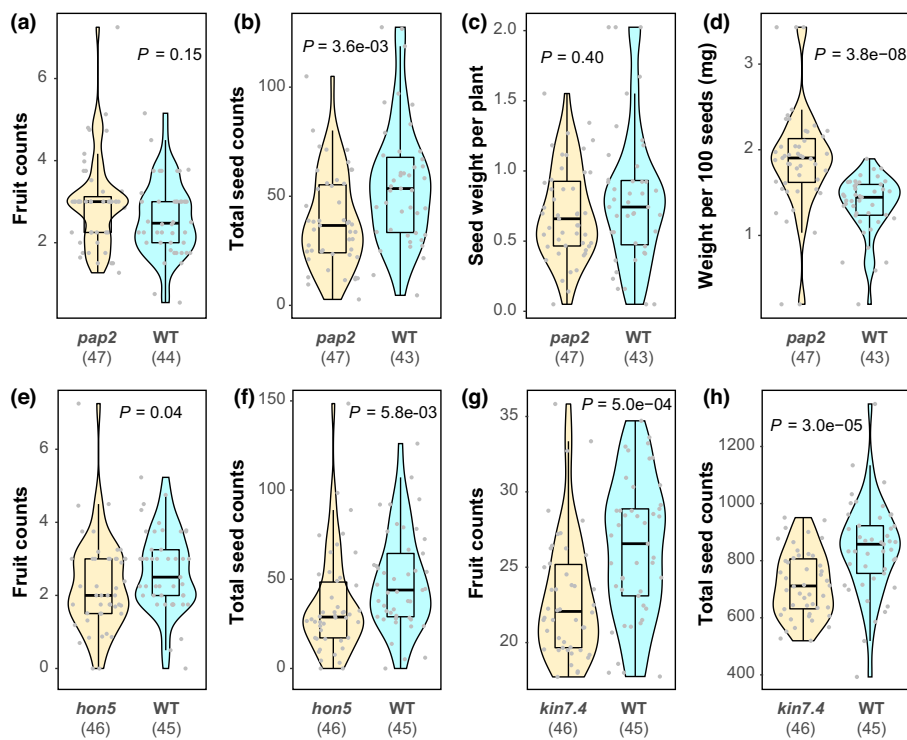 (a)
P = 0.15
Fruit counts
6
4
2
pap2
WT
(47)
(44)
(b)
P = 3.6e-03
Total seed counts
100
50
0
pap2
WT
(47)
(43)
(c)
P = 0.40
Seed weight per plant
2.0
1.5
1.0
0.5
0.0
pap2
WT
(47)
(43)
(d)
P = 3.8e−08
Weight per 100 seeds (mg)
3
2
1
pap2
WT
(47)
(43)
(e)
P = 0.04
Fruit counts
6
4
2
0
hon5
WT
(46)
(45)
(f)
P = 5.8e-03
Total seed counts
150
100
50
0
hon5
WT
(46)
(45)
(g)
P = 5.0e−04
Fruit counts
35
30
25
20
kin7.4
WT
(46)
(45)
(h)
P = 3.0e−05
Total seed counts
1200
1000
800
600
400
kin7.4
WT
(46)
(45)